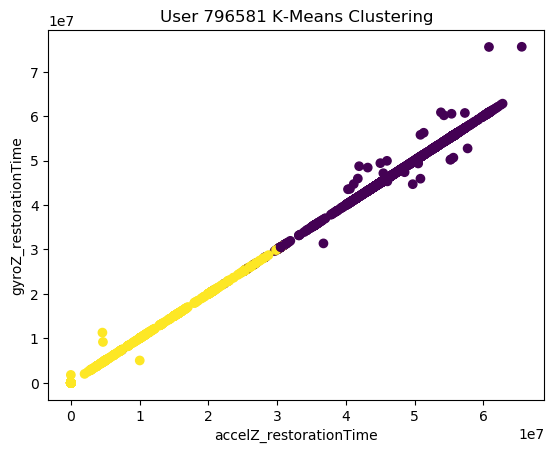 User 796581 K-Means Clustering
1e7
7
6
5
4
3
2
1
0
gyroZ_restorationTime
0 1 2 3 4 5 6
1e7
accelZ_restorationTime